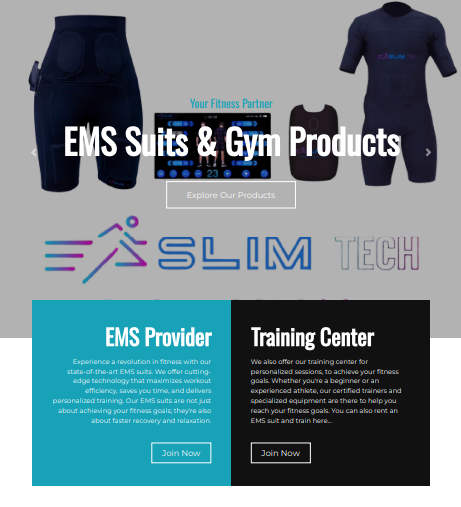 Your Fitness Partner
EMS Suits & Gym Products
23
Explore Our Products
SLIM TECH
EMS Provider
Experience a revolution in fitness with our
state-of-the-art EMS suits. We offer cutting-
edge technology that maximizes workout
efficiency, saves you time, and delivers
personalized training. Our EMS suits are not just
about achieving your fitness goals; they're also
about faster recovery and relaxation.
Join Now
Training Center
We also offer our training center for
personalized sessions, to achieve your fitness
goals. Whether you're a beginner or an
experienced athlete, our certified trainers and
specialized equipment are there to help you
reach your fitness goals. You can also rent an
EMS suit and train here...
Join Now